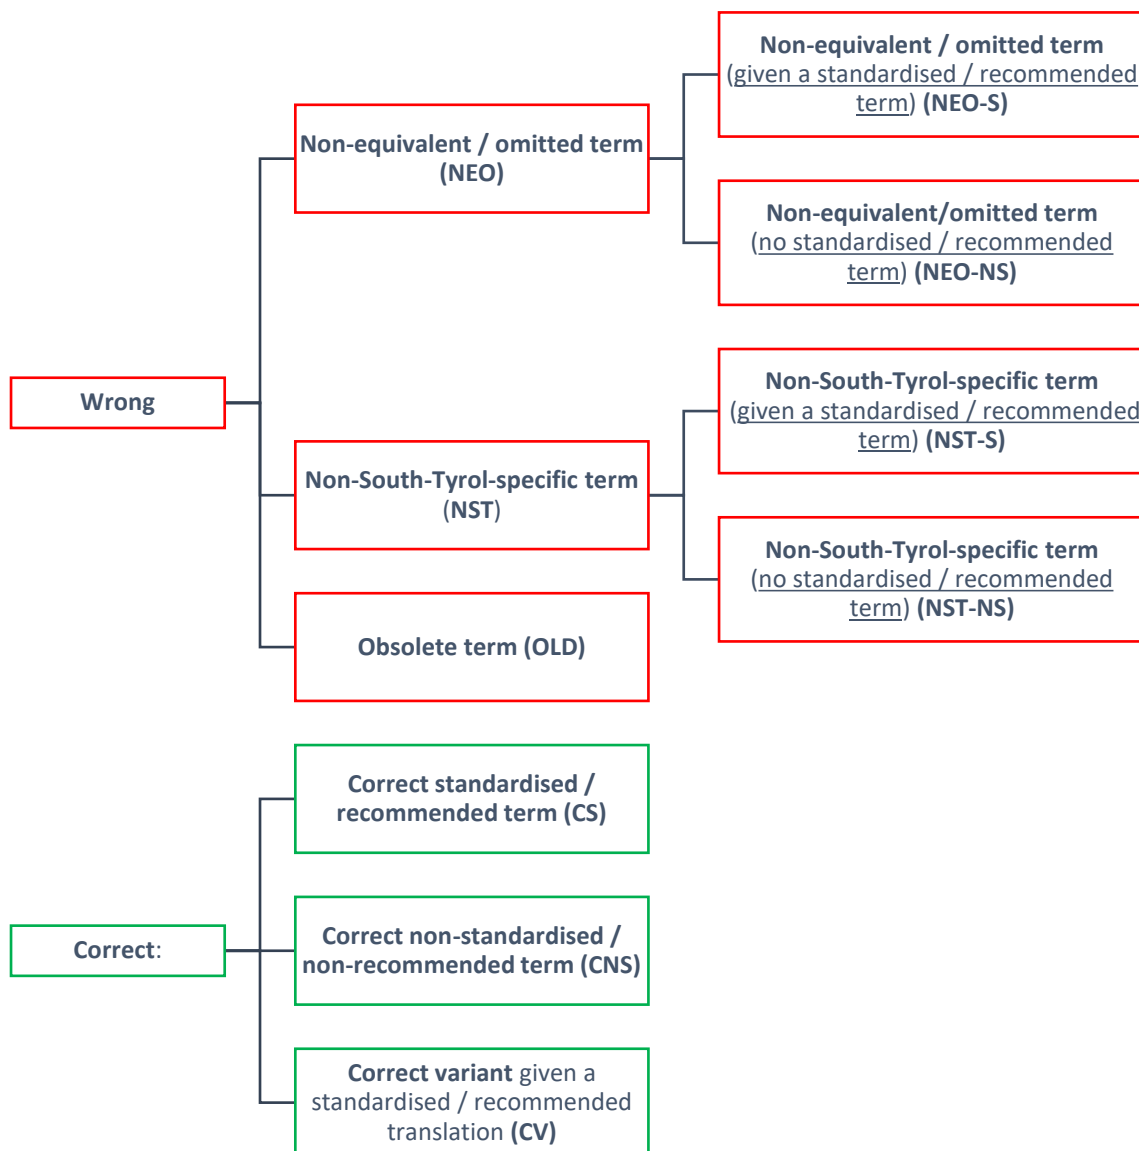 Non-equivalent / omitted term
(given a standardised / recommended
term) (NEO-S)
Non-equivalent / omitted term
(NEO)
Non-equivalent/omitted term
(no standardised / recommended
term) (NEO-NS)
Wrong
Non-South-Tyrol-specific term
(given a standardised / recommended
term) (NST-S)
Non-South-Tyrol-specific term
(NST)
Non-South-Tyrol-specific term
(no standardised / recommended
term) (NST-NS)
Obsolete term (OLD)
Correct standardised /
recommended term (CS)
Correct:
Correct non-standardised /
non-recommended term (CNS)
Correct variant given a
standardised / recommended
translation (CV)